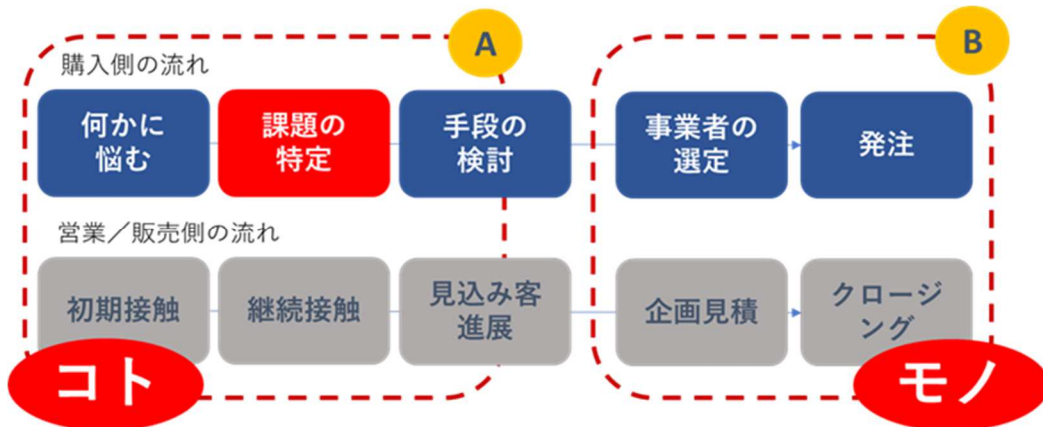 A
B
購入側の流れ
何かに
悩む
課題の
特定
手段の
検討
事業者の
選定
発注
営業／販売側の流れ
初期接触
継続接触
見込み客
進展
企画見積
クロージ
ング
コト
モノ